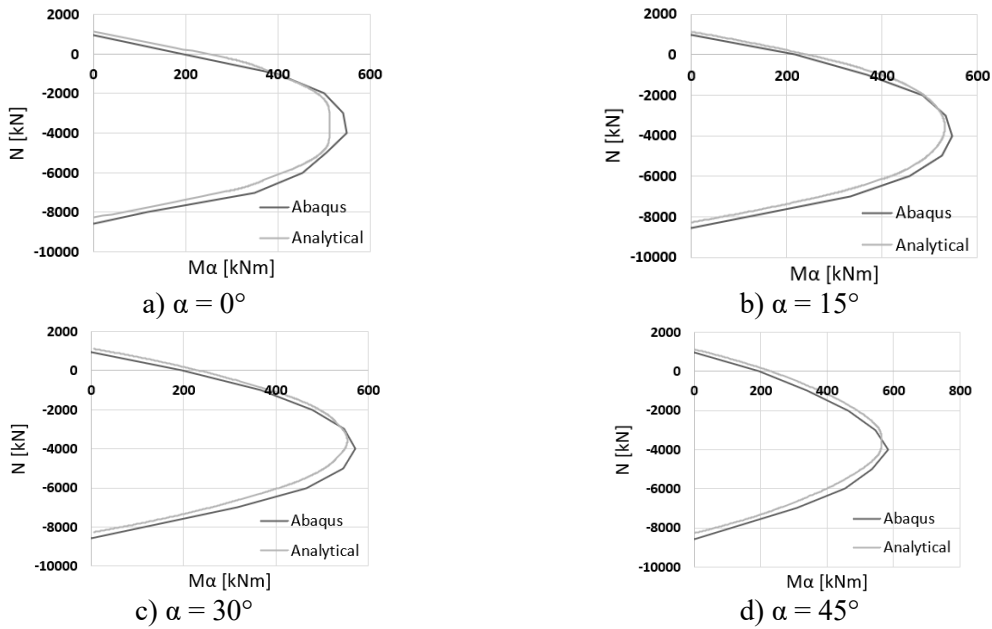 2000
0
-2000
-4000
-6000
-8000
-10000
0
200
400
600
N [kN]
Mα [kNm]
Abaqus
Analytical
a) α = 0°
2000
0
-2000
-4000
-6000
-8000
-10000
0
200
400
600
N [kN]
Mα [kNm]
Abaqus
Analytical
b) α = 15°
2000
0
-2000
-4000
-6000
-8000
-10000
0
200
400
600
N [kN]
Mα [kNm]
Abaqus
Analytical
c) α = 30°
2000
0
-2000
-4000
-6000
-8000
-10000
0
200
400
600
800
N [kN]
Mα [kNm]
Abaqus
Analytical
d) α = 45°